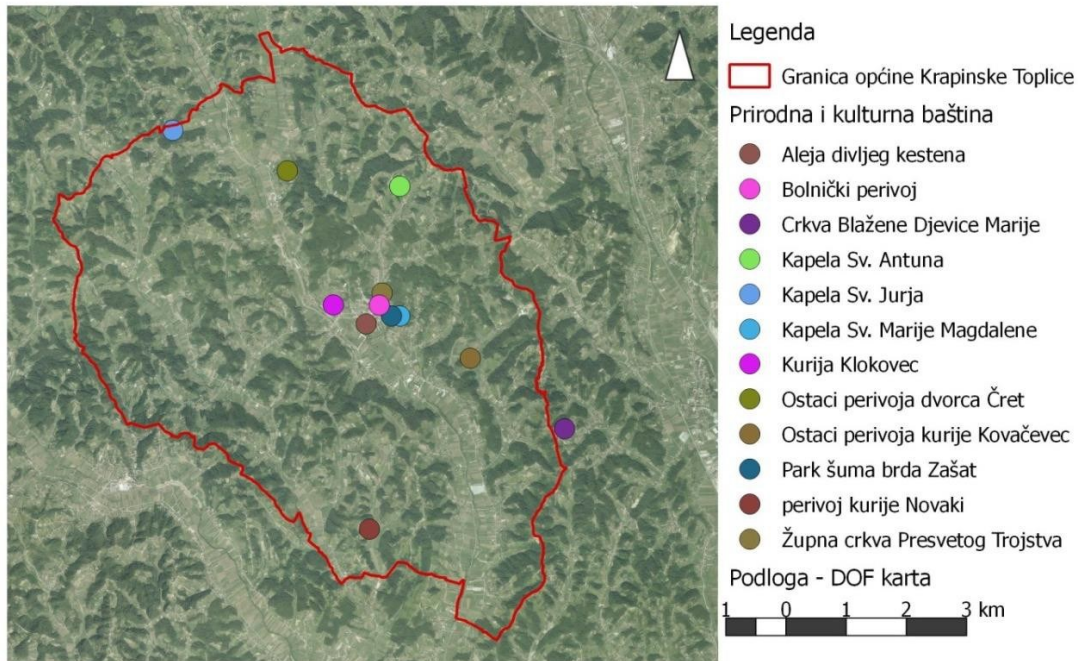 Legenda
Granica općine Krapinske Toplice
Prirodna i kulturna baština
Aleja divljeg kestena
Bolnički perivoj
Crkva Blažene Djevice Marije
Kapela Sv. Antuna
Kapela Sv. Jurja
Kapela Sv. Marije Magdalene
Kurija Klokovec
Ostaci perivoja dvorca Čret
Ostaci perivoja kurije Kovačevec
Park šuma brda Zašat
perivoj kurije Novaki
Župna crkva Presvetog Trojstva
Podloga - DOF karta
1 0 1 2 3 km